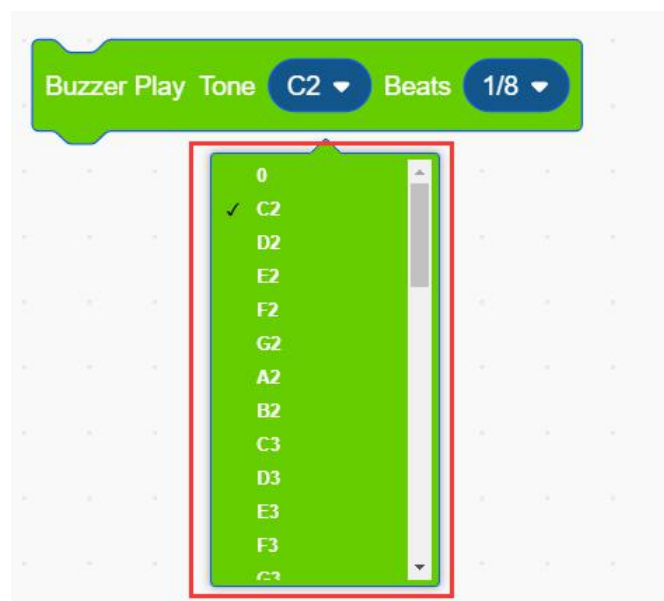 Buzzer Play Tone C2 Beats 1/8
0
✓ C2
D2
E2
F2
G2
A2
B2
C3
D3
E3
F3
G3